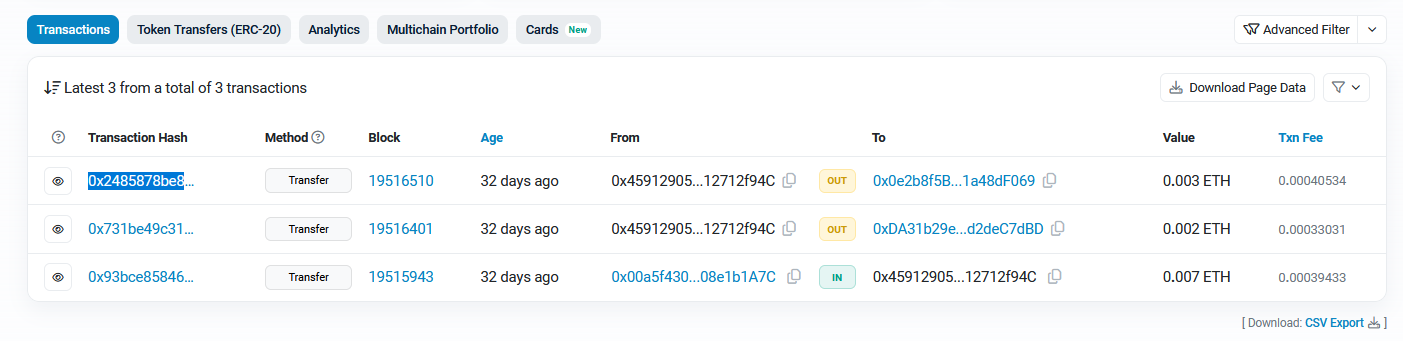 Transactions Token Transfers (ERC-20) Analytics Multichain Portfolio Cards New Advanced Filter
Latest 3 from a total of 3 transactions Download Page Data
Transaction Hash Method Block Age From To Value Txn Fee
0x2485878be8... Transfer 19516510 32 days ago 0x45912905...12712f94C OUT 0x0e2b8f5B...1a48dF069 0.003 ETH 0.00040534
0x731be49c31... Transfer 19516401 32 days ago 0x45912905...12712f94C OUT 0xDA31b29e...d2deC7dBD 0.002 ETH 0.00033031
0x93bce85846... Transfer 19515943 32 days ago 0x00a5f430...08e1b1A7C IN 0x45912905...12712f94C 0.007 ETH 0.00039433
[ Download: CSV Export ]